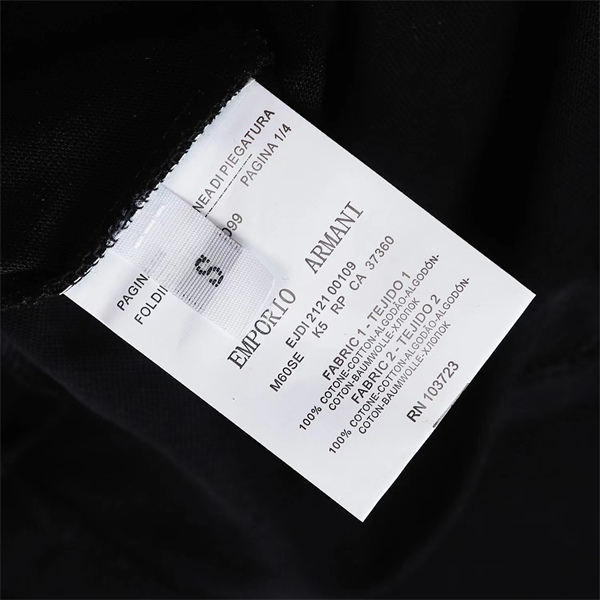 NEA DI PIEGATURA
PAGINA 1/4
PAGIN
FOLDI
099
S
EMPORIO ARMANI
EJDI 2121 00109
M60SE K5 RP CA 37360
FABRIC 1 - TEJIDO 1
100% COTONE-COTTON-ALGODÃO-ALGODÓN-
COTON-BAUMWOLLE-ХЛОПОК
FABRIC 2 - TEJIDO 2
100% COTONE-COTTON-ALGODÃO-ALGODÓN-
COTON-BAUMWOLLE-ХЛОПОК
RN 103723